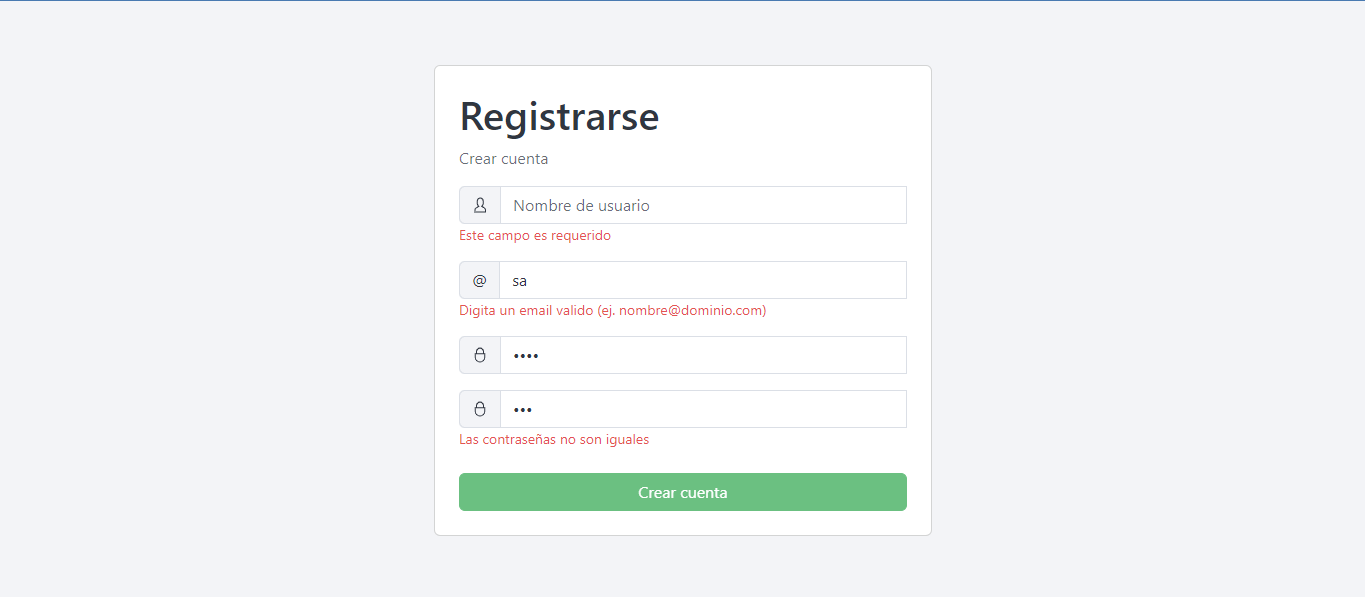 Registrarse
Crear cuenta
Nombre de usuario
Este campo es requerido
@ sa
Digita un email valido (ej. nombre@dominio.com)
••••
•••
Las contraseñas no son iguales
Crear cuenta